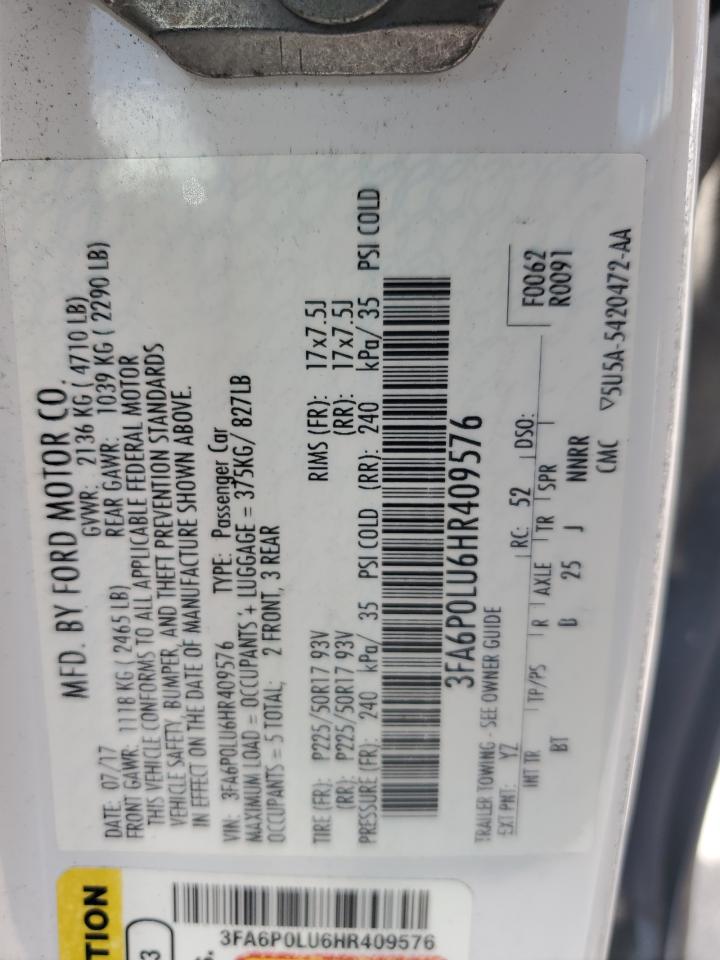 MFD. BY FORD MOTOR CO.
DATE: 07/17 GVWR: 2136 KG ( 4710 LB)
FRONT GAWR: 1118 KG ( 2465 LB) REAR GAWR: 1039 KG ( 2290 LB)
THIS VEHICLE CONFORMS TO ALL APPLICABLE FEDERAL MOTOR
VEHICLE SAFETY, BUMPER, AND THEFT PREVENTION STANDARDS
IN EFFECT ON THE DATE OF MANUFACTURE SHOWN ABOVE.
VIN: 3FA6P0LU6HR409576 TYPE: Passenger Car
MAXIMUM LOAD = OCCUPANTS + LUGGAGE = 375KG/ 827LB
OCCUPANTS = 5 TOTAL; 2 FRONT, 3 REAR
TIRE (FR): P225/50R17 93V RIMS (FR): 17x7.5J
(RR): P225/50R17 93V (RR): 17x7.5J
PRESSURE (FR): 240 kPa/ 35 PSI COLD (RR): 240 kPa/ 35 PSI COLD
3FA6P0LU6HR409576
TRAILER TOWING - SEE OWNER GUIDE
F0062
R0091
EXT PNT: YZ RC: 52 DSO:
INT TR TP/PS R AXLE TR SPR
BT B 25 J NNRR
CMC ▽5U5A-5420472-AA
TION
3
3FA6P0LU6HR409576